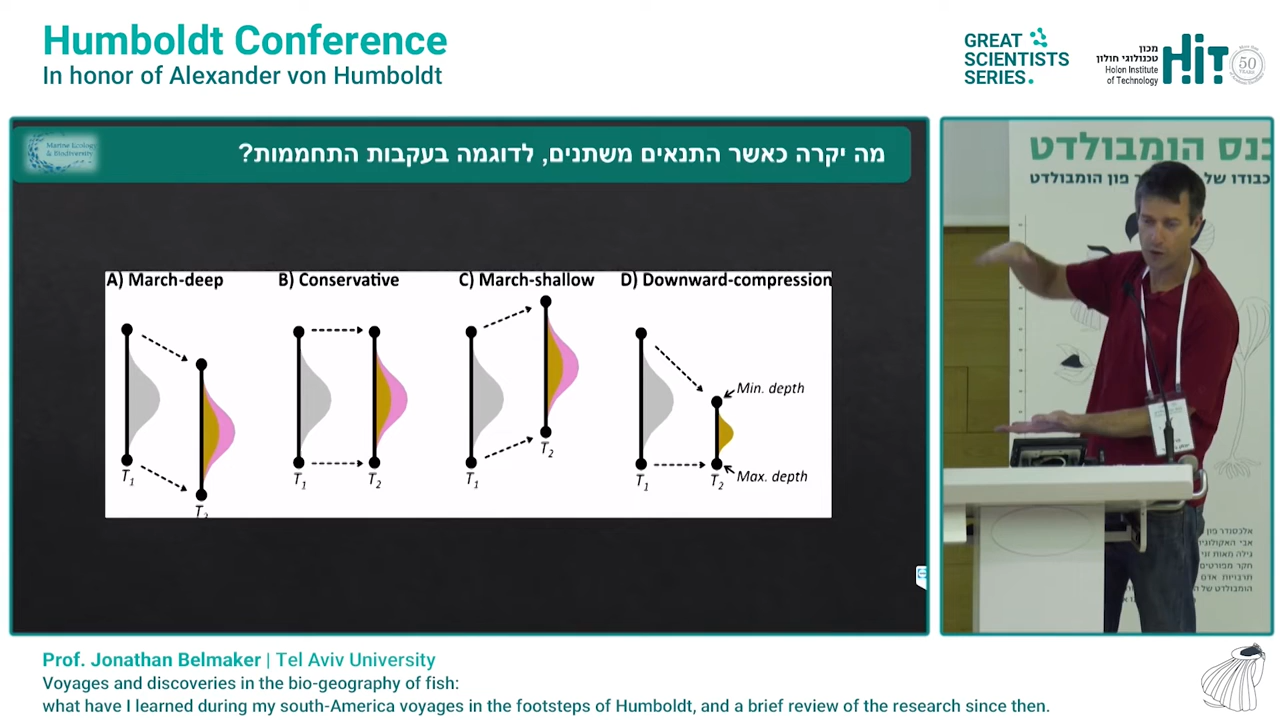 Humboldt Conference
In honor of Alexander von Humboldt
GREAT
SCIENTISTS
SERIES.
מכון
טכנולוגי חולון
Holon Institute
of Technology
HiT
50
YEARS
Marine Ecology
& Biodiversity
מה יקרה כאשר התנאים משתנים, לדוגמה בעקבות התחממות?
A) March-deep
B) Conservative
C) March-shallow
D) Downward-compression
Min. depth
T1
T2
T1
T2
T1
T2
T1
T2
Max. depth
כנס הומבולדט
אלכסנדר פון
אבי האקולוגי
גילה מאות זני
חקר מפורטים
תרבויות אדם
הומבולדט של
Prof. Jonathan Belmaker | Tel Aviv University
Voyages and discoveries in the bio-geography of fish:
what have I learned during my south-America voyages in the footsteps of Humboldt, and a brief review of the research since then.